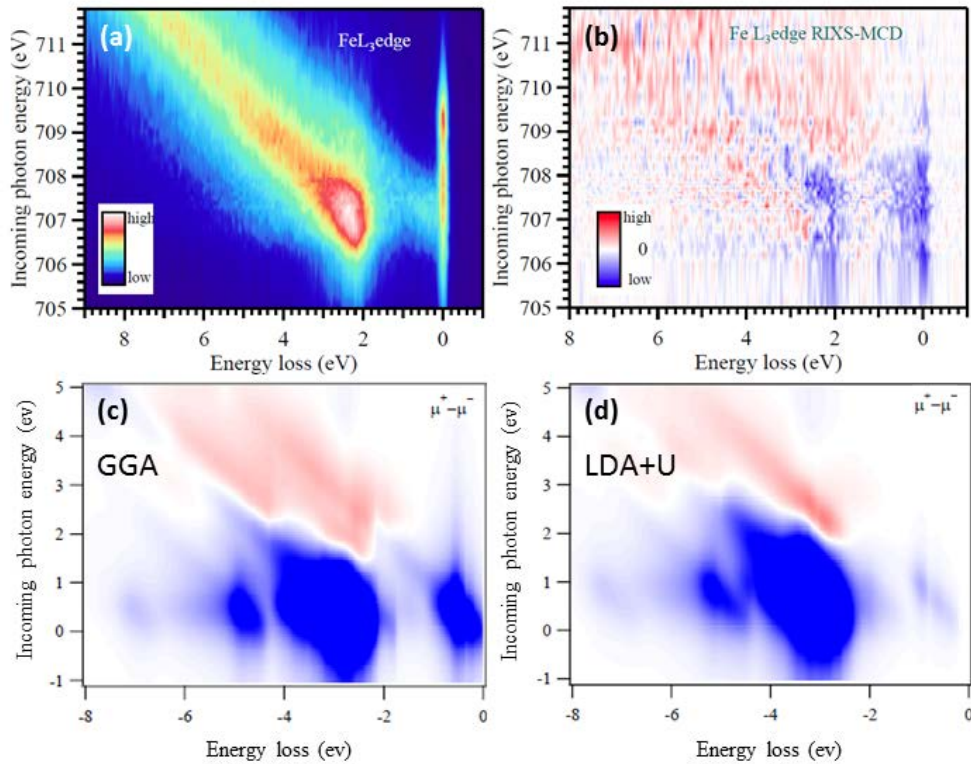 (a)
FeL₃edge
711
710
709
708
707
706
705
Incoming photon energy (eV)
high
low
8
6
4
2
0
Energy loss (eV)
(b)
Fe L₃edge RIXS-MCD
711
710
709
708
707
706
705
Incoming photon energy (eV)
high
0
low
8
6
4
2
0
Energy loss (eV)
(c)
μ⁺-μ⁻
GGA
5
4
3
2
1
0
-1
Incoming photon energy (ev)
-8
-6
-4
-2
0
Energy loss (ev)
(d)
μ⁺-μ⁻
LDA+U
5
4
3
2
1
0
-1
Incoming photon energy (ev)
-8
-6
-4
-2
0
Energy loss (ev)